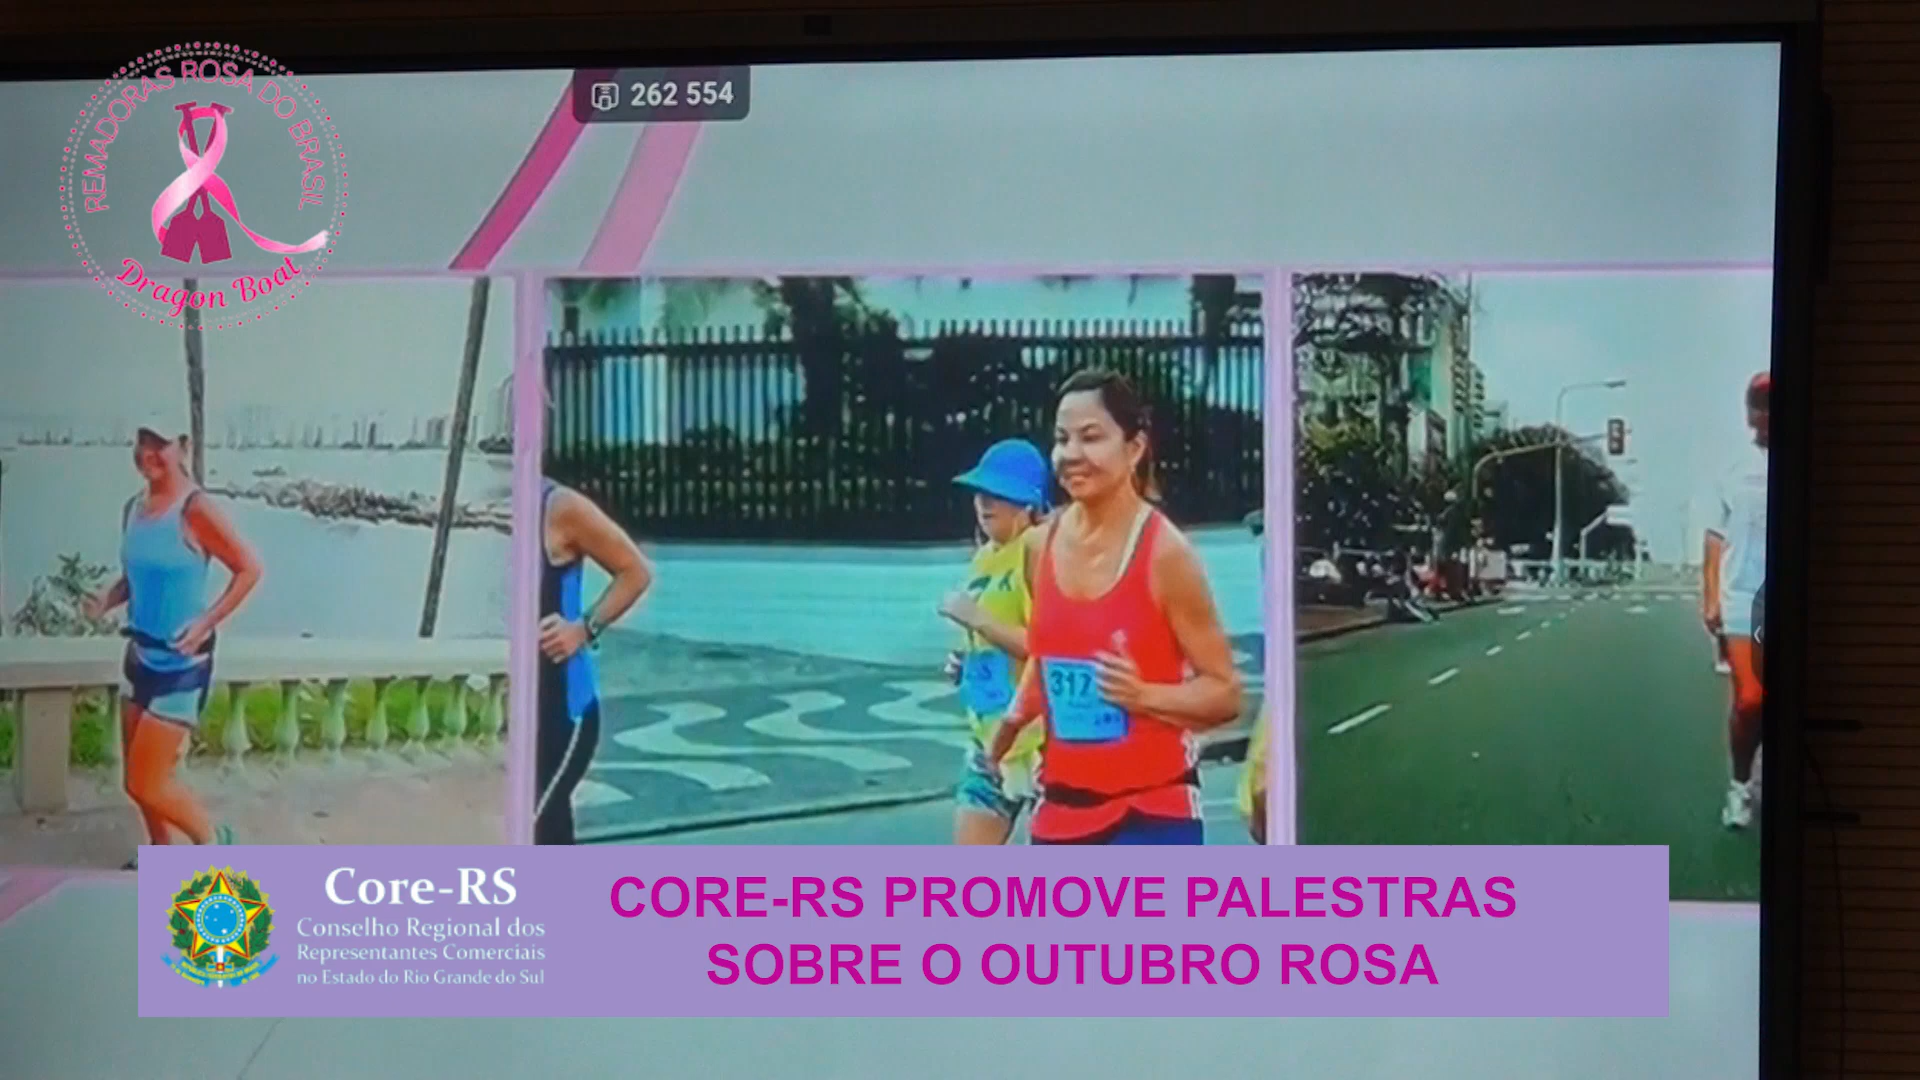 REMADORAS ROSA DO BRASIL
Dragon Boat
262 554
317
Core-RS
Conselho Regional dos
Representantes Comerciais
no Estado do Rio Grande do Sul
CORE-RS PROMOVE PALESTRAS
SOBRE O OUTUBRO ROSA